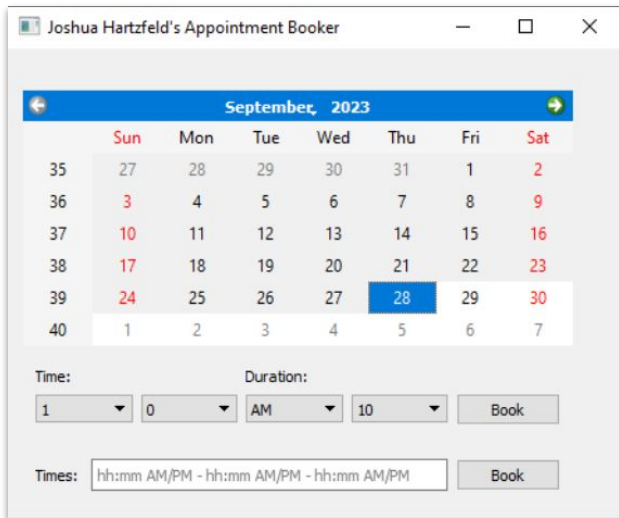 Joshua Hartzfeld's Appointment Booker
September, 2023
Sun Mon Tue Wed Thu Fri Sat
35 27 28 29 30 31 1 2
36 3 4 5 6 7 8 9
37 10 11 12 13 14 15 16
38 17 18 19 20 21 22 23
39 24 25 26 27 28 29 30
40 1 2 3 4 5 6 7
Time: Duration:
1 0 AM 10 Book
Times: hh:mm AM/PM - hh:mm AM/PM - hh:mm AM/PM Book